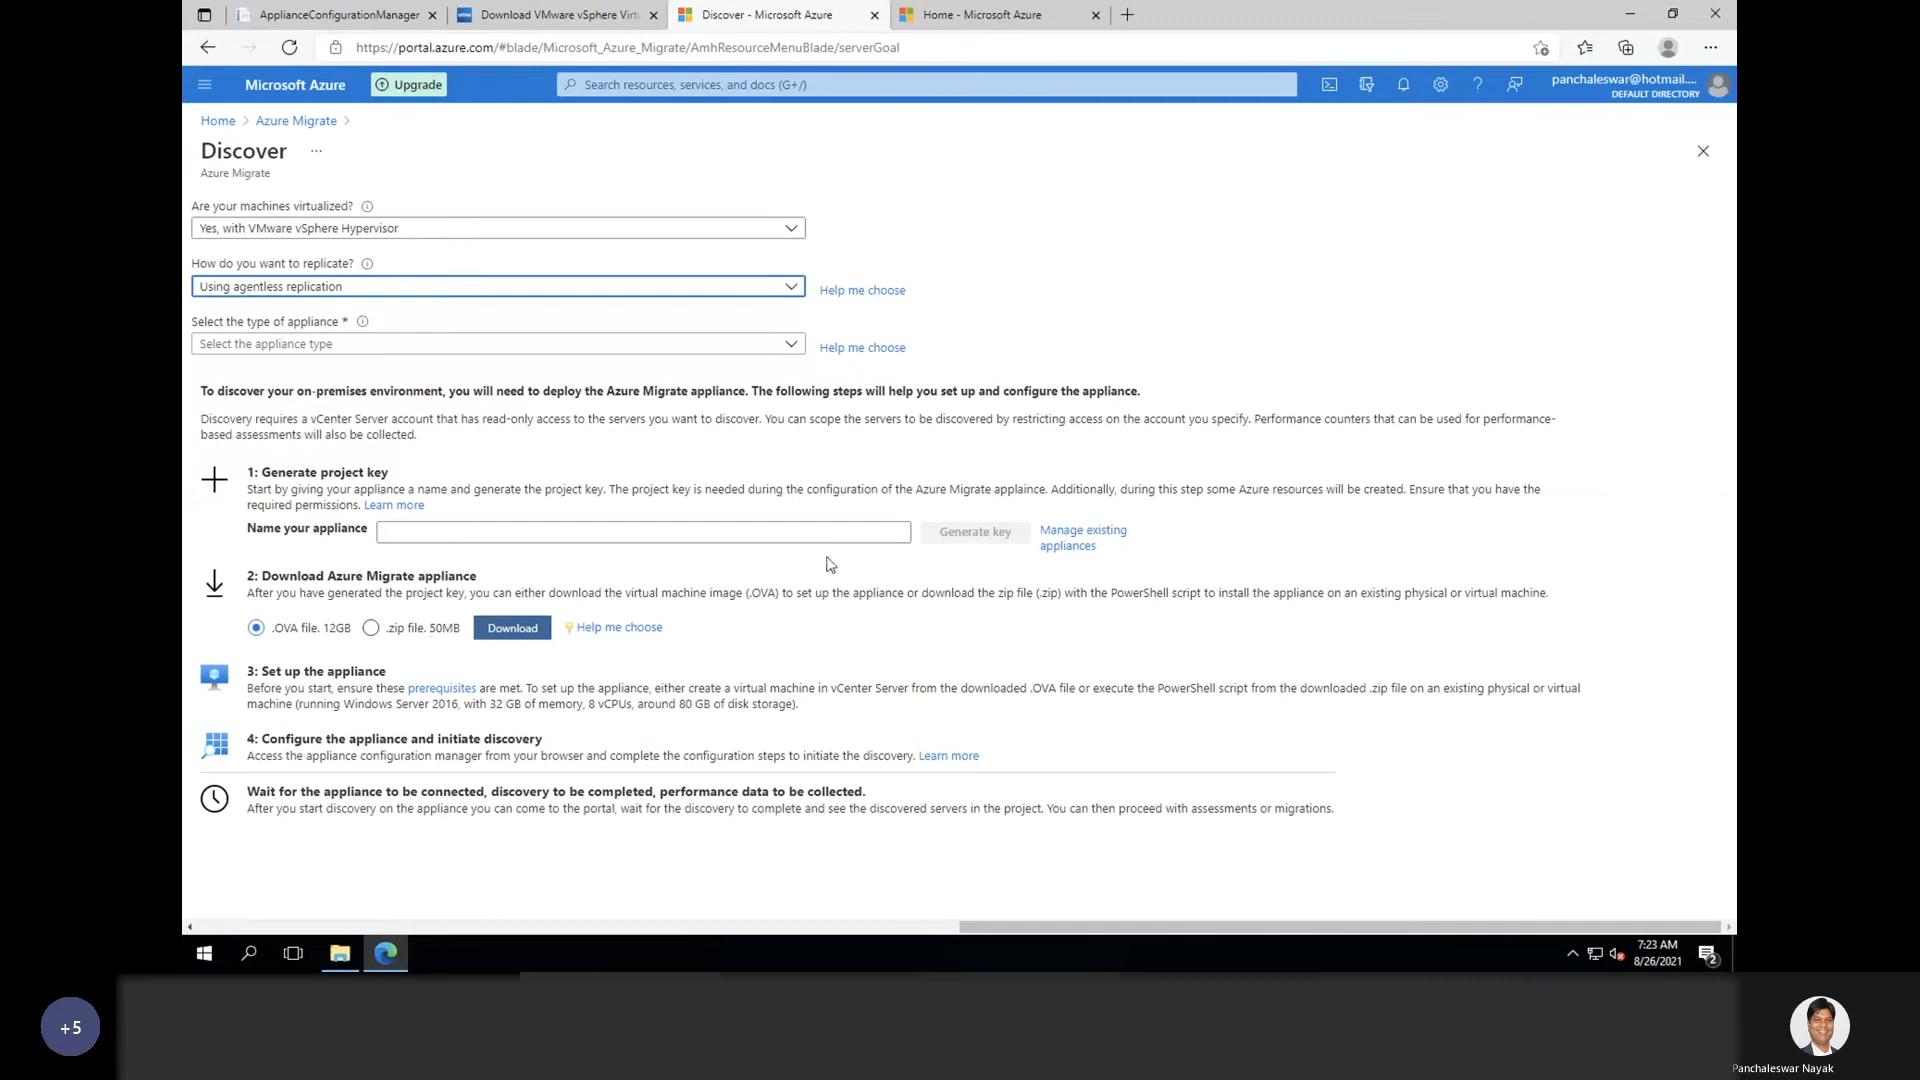 ApplianceConfigurationManager
Download VMware vSphere Virt
Discover - Microsoft Azure
Home - Microsoft Azure
https://portal.azure.com/#blade/Microsoft_Azure_Migrate/AmhResourceMenuBlade/serverGoal
Microsoft Azure
Upgrade
Search resources, services, and docs (G+/)
panchaleswar@hotmail....
DEFAULT DIRECTORY
Home > Azure Migrate >
Discover ...
Azure Migrate
Are your machines virtualized?
Yes, with VMware vSphere Hypervisor
How do you want to replicate?
Using agentless replication
Help me choose
Select the type of appliance *
Select the appliance type
Help me choose
To discover your on-premises environment, you will need to deploy the Azure Migrate appliance. The following steps will help you set up and configure the appliance.
Discovery requires a vCenter Server account that has read-only access to the servers you want to discover. You can scope the servers to be discovered by restricting access on the account you specify. Performance counters that can be used for performance-
based assessments will also be collected.
1: Generate project key
Start by giving your appliance a name and generate the project key. The project key is needed during the configuration of the Azure Migrate applaince. Additionally, during this step some Azure resources will be created. Ensure that you have the
required permissions. Learn more
Name your appliance
Generate key
Manage existing
appliances
2: Download Azure Migrate appliance
After you have generated the project key, you can either download the virtual machine image (.OVA) to set up the appliance or download the zip file (.zip) with the PowerShell script to install the appliance on an existing physical or virtual machine.
.OVA file. 12GB .zip file. 50MB Download Help me choose
3: Set up the appliance
Before you start, ensure these prerequisites are met. To set up the appliance, either create a virtual machine in vCenter Server from the downloaded .OVA file or execute the PowerShell script from the downloaded .zip file on an existing physical or virtual
machine (running Windows Server 2016, with 32 GB of memory, 8 vCPUs, around 80 GB of disk storage).
4: Configure the appliance and initiate discovery
Access the appliance configuration manager from your browser and complete the configuration steps to initiate the discovery. Learn more
Wait for the appliance to be connected, discovery to be completed, performance data to be collected.
After you start discovery on the appliance you can come to the portal, wait for the discovery to complete and see the discovered servers in the project. You can then proceed with assessments or migrations.
7:23 AM
8/26/2021
2
+5
Panchaleswar Nayak